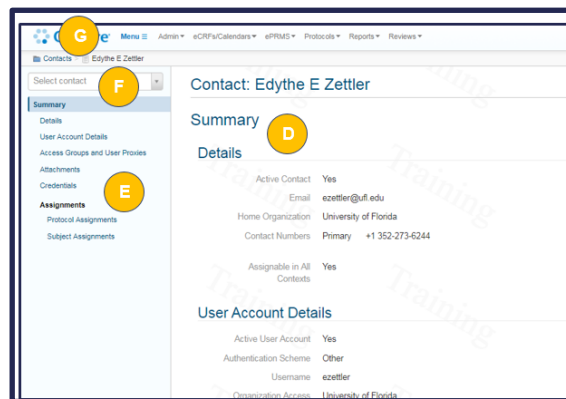 G
Menu ☰ Admin eCRFs/Calendars ePRMS Protocols Reports Reviews
Contacts Edythe E Zettler
Select contact
F
Contact: Edythe E Zettler
Summary
Summary
D
Details
User Account Details
Access Groups and User Proxies
Attachments
Credentials
E
Assignments
Protocol Assignments
Subject Assignments
Details
Active Contact Yes
Email ezettler@ufl.edu
Home Organization University of Florida
Contact Numbers Primary +1 352-273-6244
Assignable in All Contexts Yes
User Account Details
Active User Account Yes
Authentication Scheme Other
Username ezettler
Organization Access University of Florida
Training
Training
Training
Training